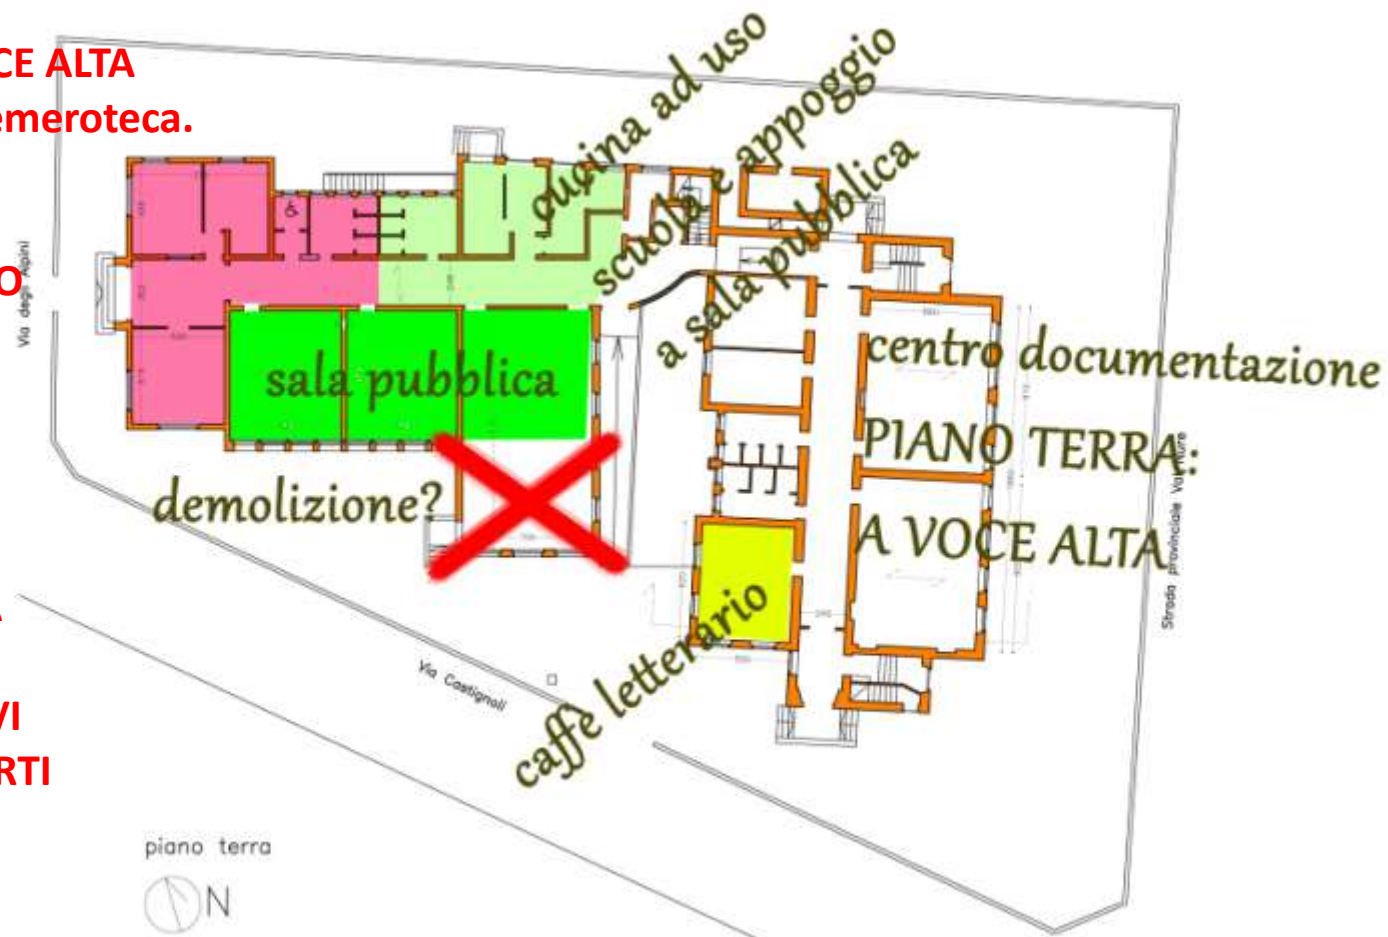 CE ALTA
emeroteca.
O
VI
RTI
cucina ad uso
scuola e appoggio
a sala pubblica
Via degli Alpini
sala pubblica
centro documentazione
PIANO TERRA:
A VOCE ALTA
demolizione?
caffè letterario
Via Castignoli
Strada provinciale
piano terra
N